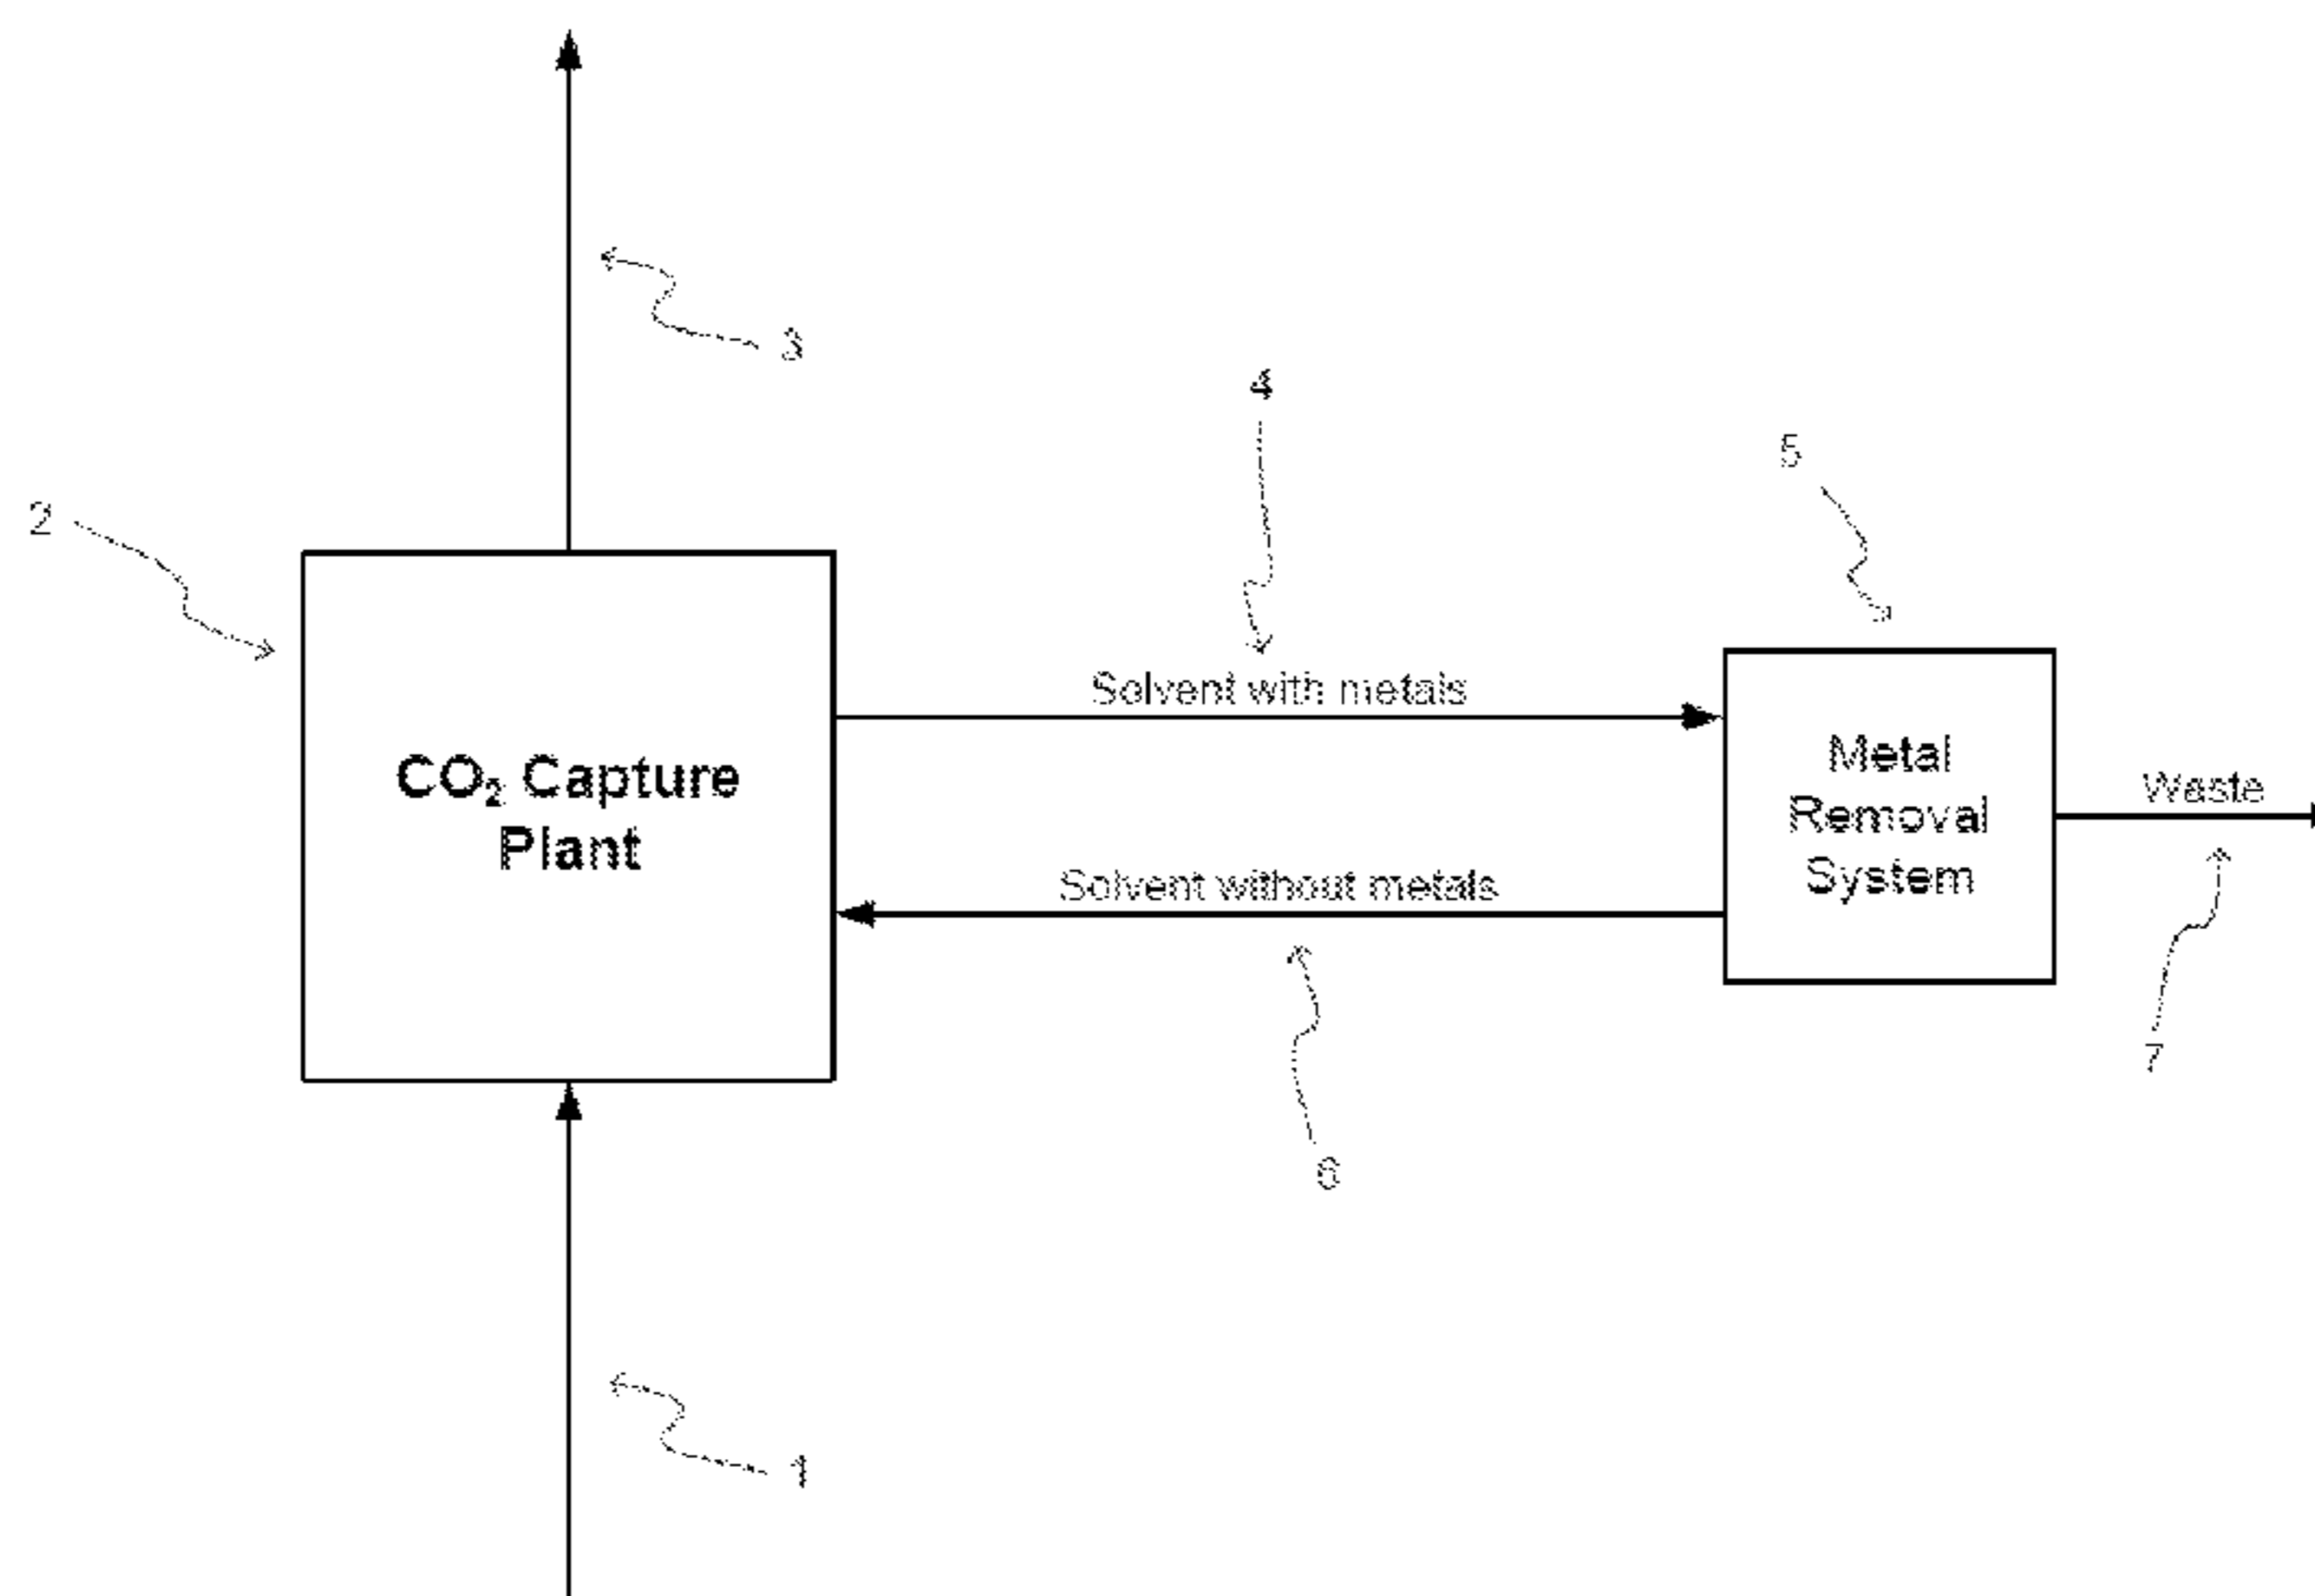 3
4
5
2
Solvent with metals
CO₂ Capture
Plant
Metal
Removal
System
Waste
Solvent without metals
7
6
1